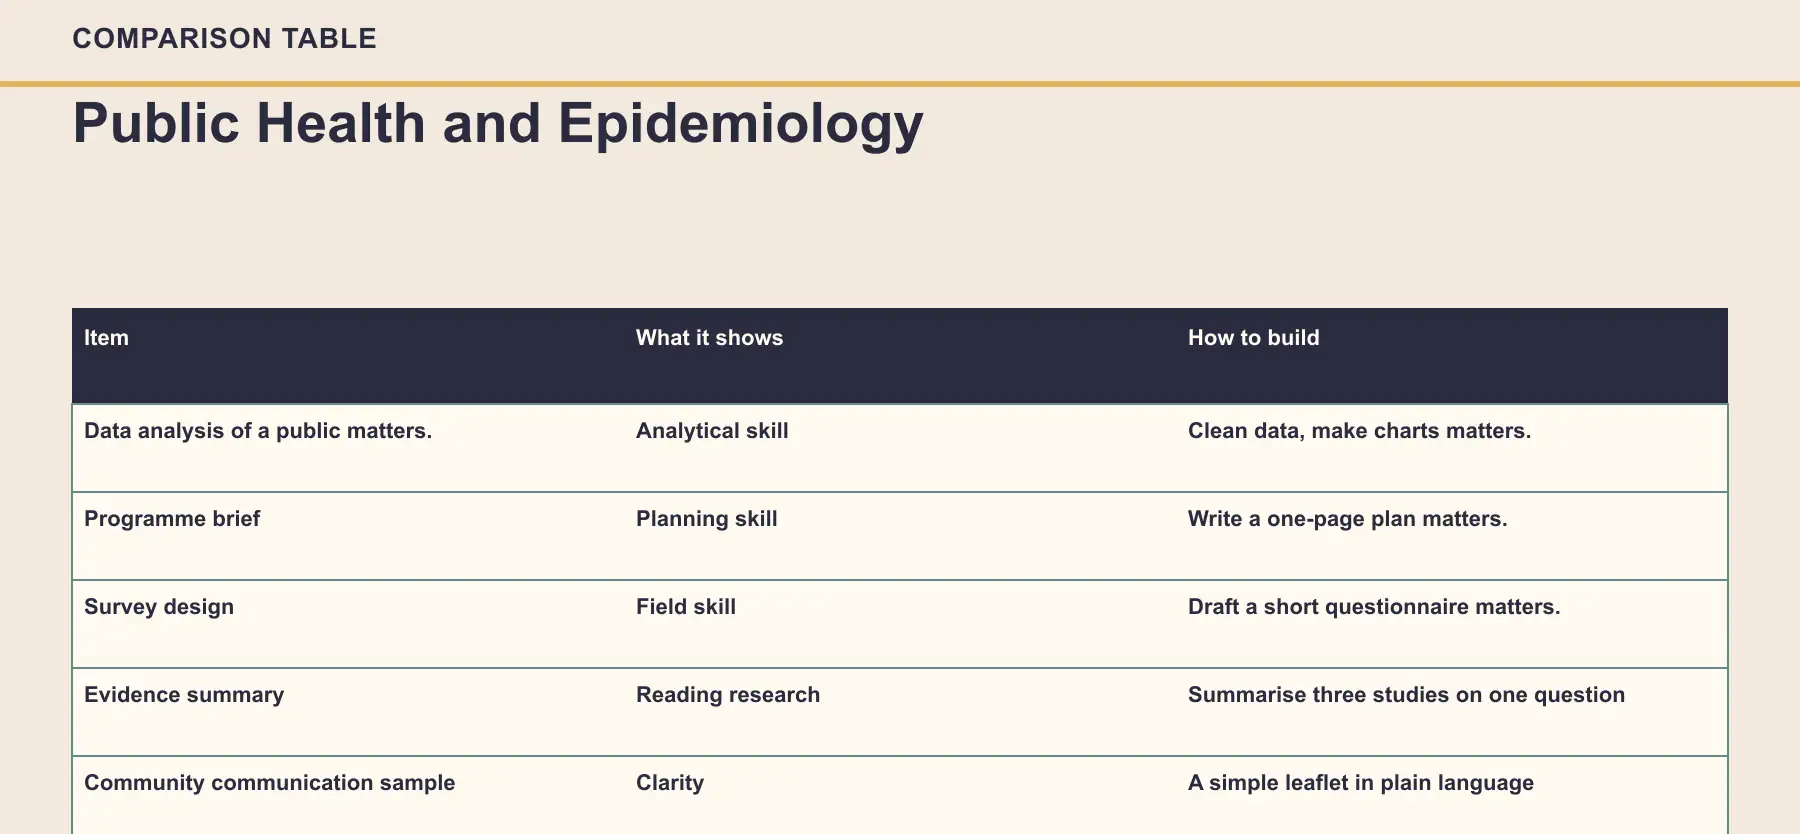 COMPARISON TABLE
Public Health and Epidemiology
Item What it shows How to build
Data analysis of a public matters. Analytical skill Clean data, make charts matters.
Programme brief Planning skill Write a one-page plan matters.
Survey design Field skill Draft a short questionnaire matters.
Evidence summary Reading research Summarise three studies on one question
Community communication sample Clarity A simple leaflet in plain language